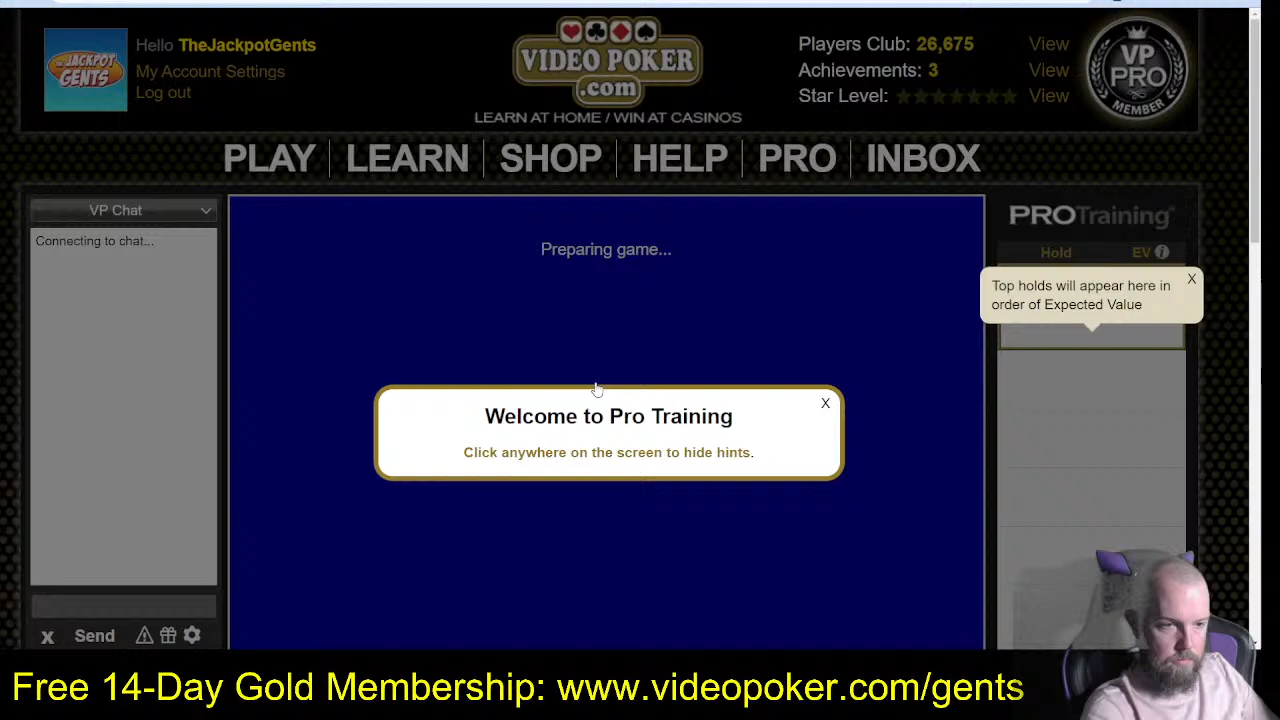 THE JACKPOT GENTS
Hello TheJackpotGents
My Account Settings
Log out
VIDEO POKER
.com
LEARN AT HOME / WIN AT CASINOS
Players Club: 26,675 View
Achievements: 3 View
Star Level: View
VP
PRO
MEMBER
PLAY LEARN SHOP HELP PRO INBOX
VP Chat
Connecting to chat...
Preparing game...
PROTraining
Hold EV i
Top holds will appear here in
order of Expected Value
X
Welcome to Pro Training
X
Click anywhere on the screen to hide hints.
x Send
Free 14-Day Gold Membership: www.videopoker.com/gents